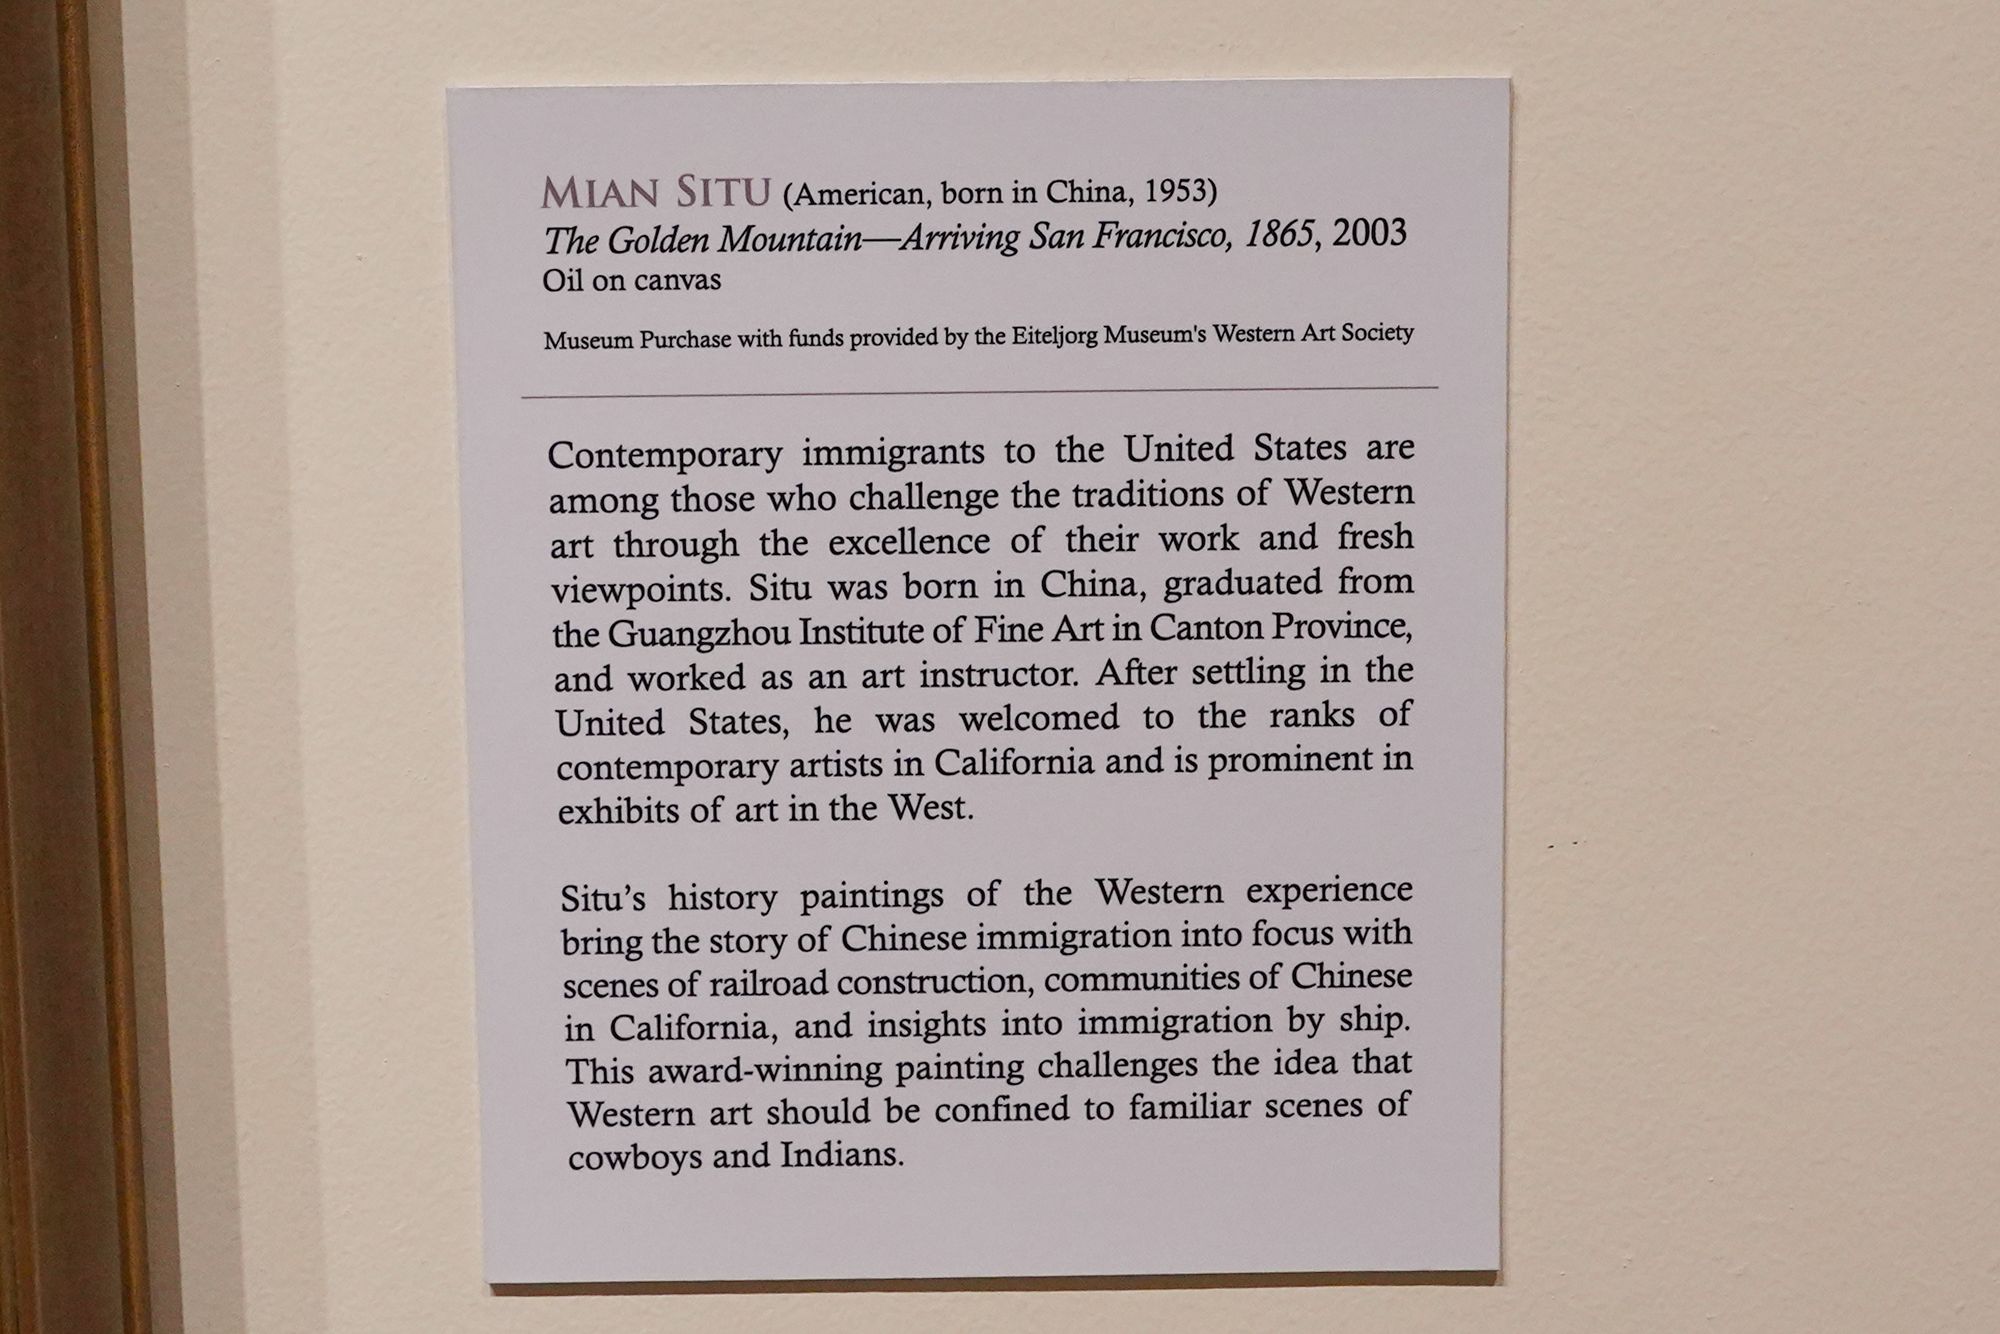 MIAN SITU (American, born in China, 1953)
The Golden Mountain—Arriving San Francisco, 1865, 2003
Oil on canvas
Museum Purchase with funds provided by the Eiteljorg Museum's Western Art Society
Contemporary immigrants to the United States are
among those who challenge the traditions of Western
art through the excellence of their work and fresh
viewpoints. Situ was born in China, graduated from
the Guangzhou Institute of Fine Art in Canton Province,
and worked as an art instructor. After settling in the
United States, he was welcomed to the ranks of
contemporary artists in California and is prominent in
exhibits of art in the West.
Situ’s history paintings of the Western experience
bring the story of Chinese immigration into focus with
scenes of railroad construction, communities of Chinese
in California, and insights into immigration by ship.
This award-winning painting challenges the idea that
Western art should be confined to familiar scenes of
cowboys and Indians.